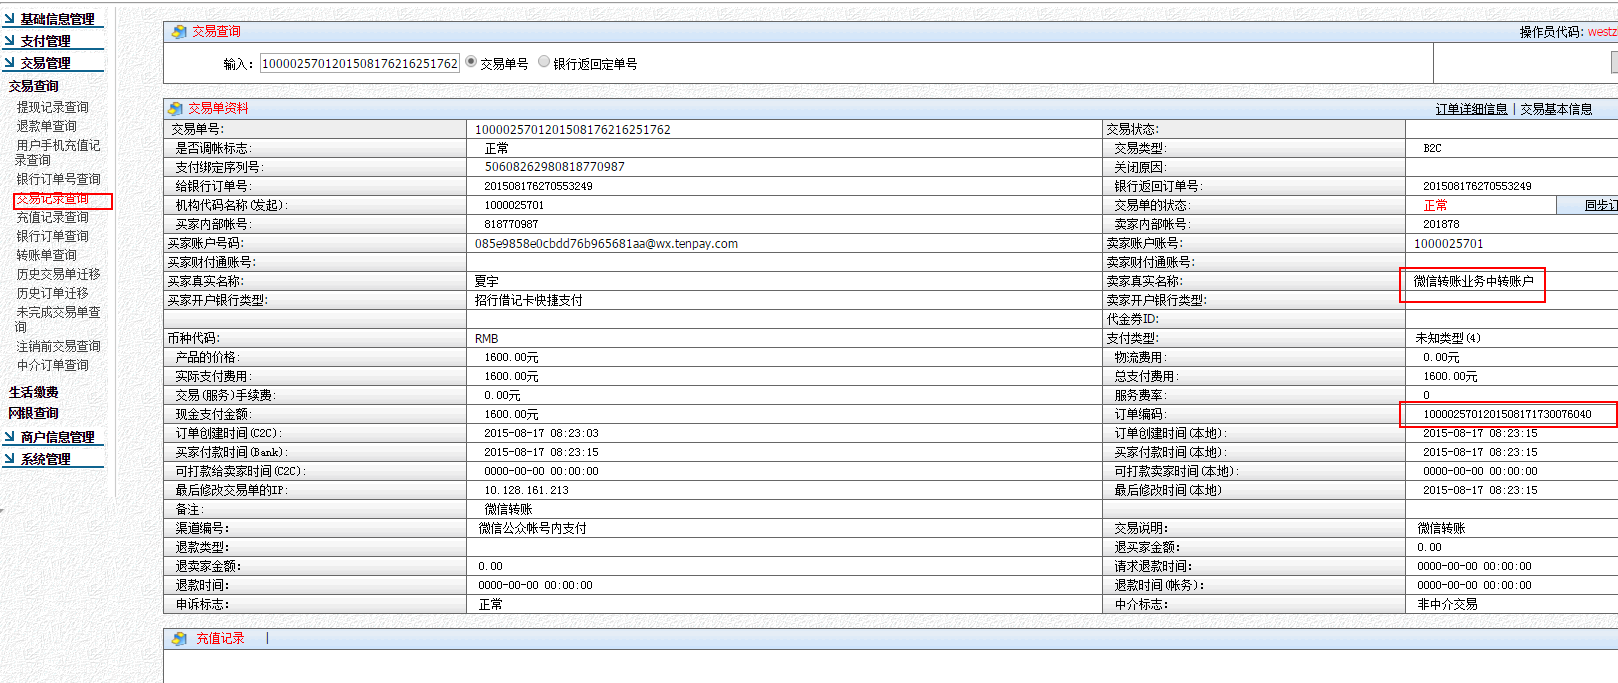 基础信息管理
支付管理
交易管理
交易查询
提现记录查询
退款单查询
用户手机充值记
录查询
银行订单号查询
交易记录查询
充值记录查询
银行订单查询
转账单查询
历史交易单迁移
历史订单迁移
未完成交易单查
询
注销前交易查询
中介订单查询
生活缴费
网银查询
商户信息管理
系统管理
交易查询 操作员代码: westz
输入: 1000025701201508176216251762 交易单号 银行返回定单号
交易单资料 订单详细信息 | 交易基本信息
交易单号: 1000025701201508176216251762 交易状态:
是否调帐标志: 正常 交易类型: B2C
支付绑定序列号: 50608262980818770987 关闭原因:
给银行订单号: 201508176270553249 银行返回订单号: 201508176270553249
机构代码名称(发起): 1000025701 交易单的状态: 正常 同步订
买家内部帐号: 818770987 卖家内部帐号: 201878
买家账户号码: 085e9858e0cbdd76b965681aa@wx.tenpay.com 卖家账户账号: 1000025701
买家财付通账号: 卖家财付通账号:
买家真实名称: 夏宇 卖家真实名称: 微信转账业务中转账户
买家开户银行类型: 招行借记卡快捷支付 卖家开户银行类型:
代金券ID:
币种代码: RMB 支付类型: 未知类型(4)
产品的价格: 1600.00元 物流费用: 0.00元
实际支付费用: 1600.00元 总支付费用: 1600.00元
交易(服务)手续费: 0.00元 服务费率: 0
现金支付金额: 1600.00元 订单编码: 1000025701201508171730076040
订单创建时间(C2C): 2015-08-17 08:23:03 订单创建时间(本地): 2015-08-17 08:23:15
买家付款时间(Bank): 2015-08-17 08:23:15 买家付款时间(本地): 2015-08-17 08:23:15
可打款给卖家时间(C2C): 0000-00-00 00:00:00 可打款卖家时间(本地): 0000-00-00 00:00:00
最后修改交易单的IP: 10.128.161.213 最后修改时间(本地) 2015-08-17 08:23:15
备注: 微信转账
渠道编号: 微信公众帐号内支付 交易说明: 微信转账
退款类型: 退买家金额: 0.00
退卖家金额: 0.00 请求退款时间: 0000-00-00 00:00:00
退款时间: 0000-00-00 00:00:00 退款时间(帐务): 0000-00-00 00:00:00
申诉标志: 正常 中介标志: 非中介交易
充值记录 |